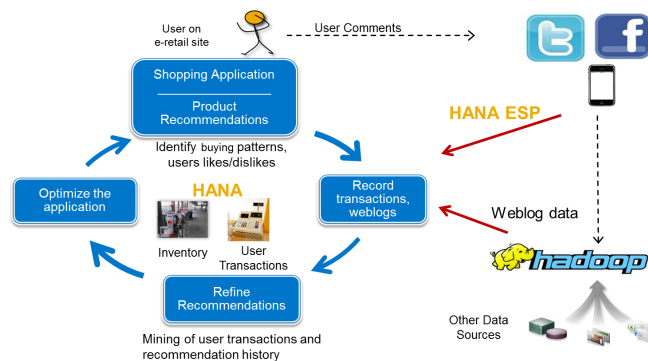 User on
e-retail site
User Comments
Shopping Application
Product
Recommendations
HANA ESP
Identify buying patterns,
users likes/dislikes
Optimize the
application
HANA
Record
transactions,
weblogs
Weblog data
Inventory
User
Transactions
hadoop
Refine
Recommendations
Other Data
Sources
Mining of user transactions and
recommendation history